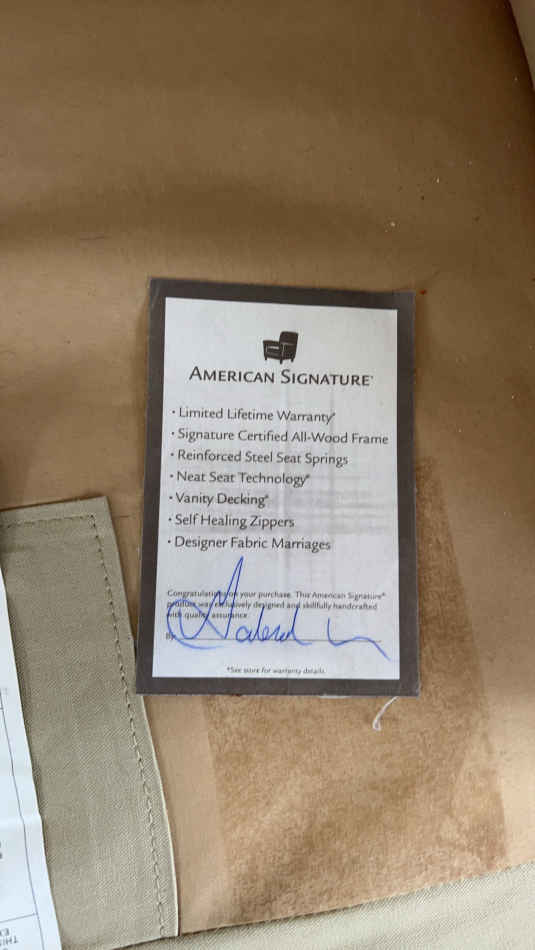 AMERICAN SIGNATURE®
• Limited Lifetime Warranty*
• Signature Certified All-Wood Frame
• Reinforced Steel Seat Springs
• Neat Seat Technology*
• Vanity Decking*
• Self Healing Zippers
• Designer Fabric Marriages
Congratulations on your purchase. This American Signature®
product was exclusively designed and skillfully handcrafted
with quality assurance.
By
*See store for warranty details.
THIS